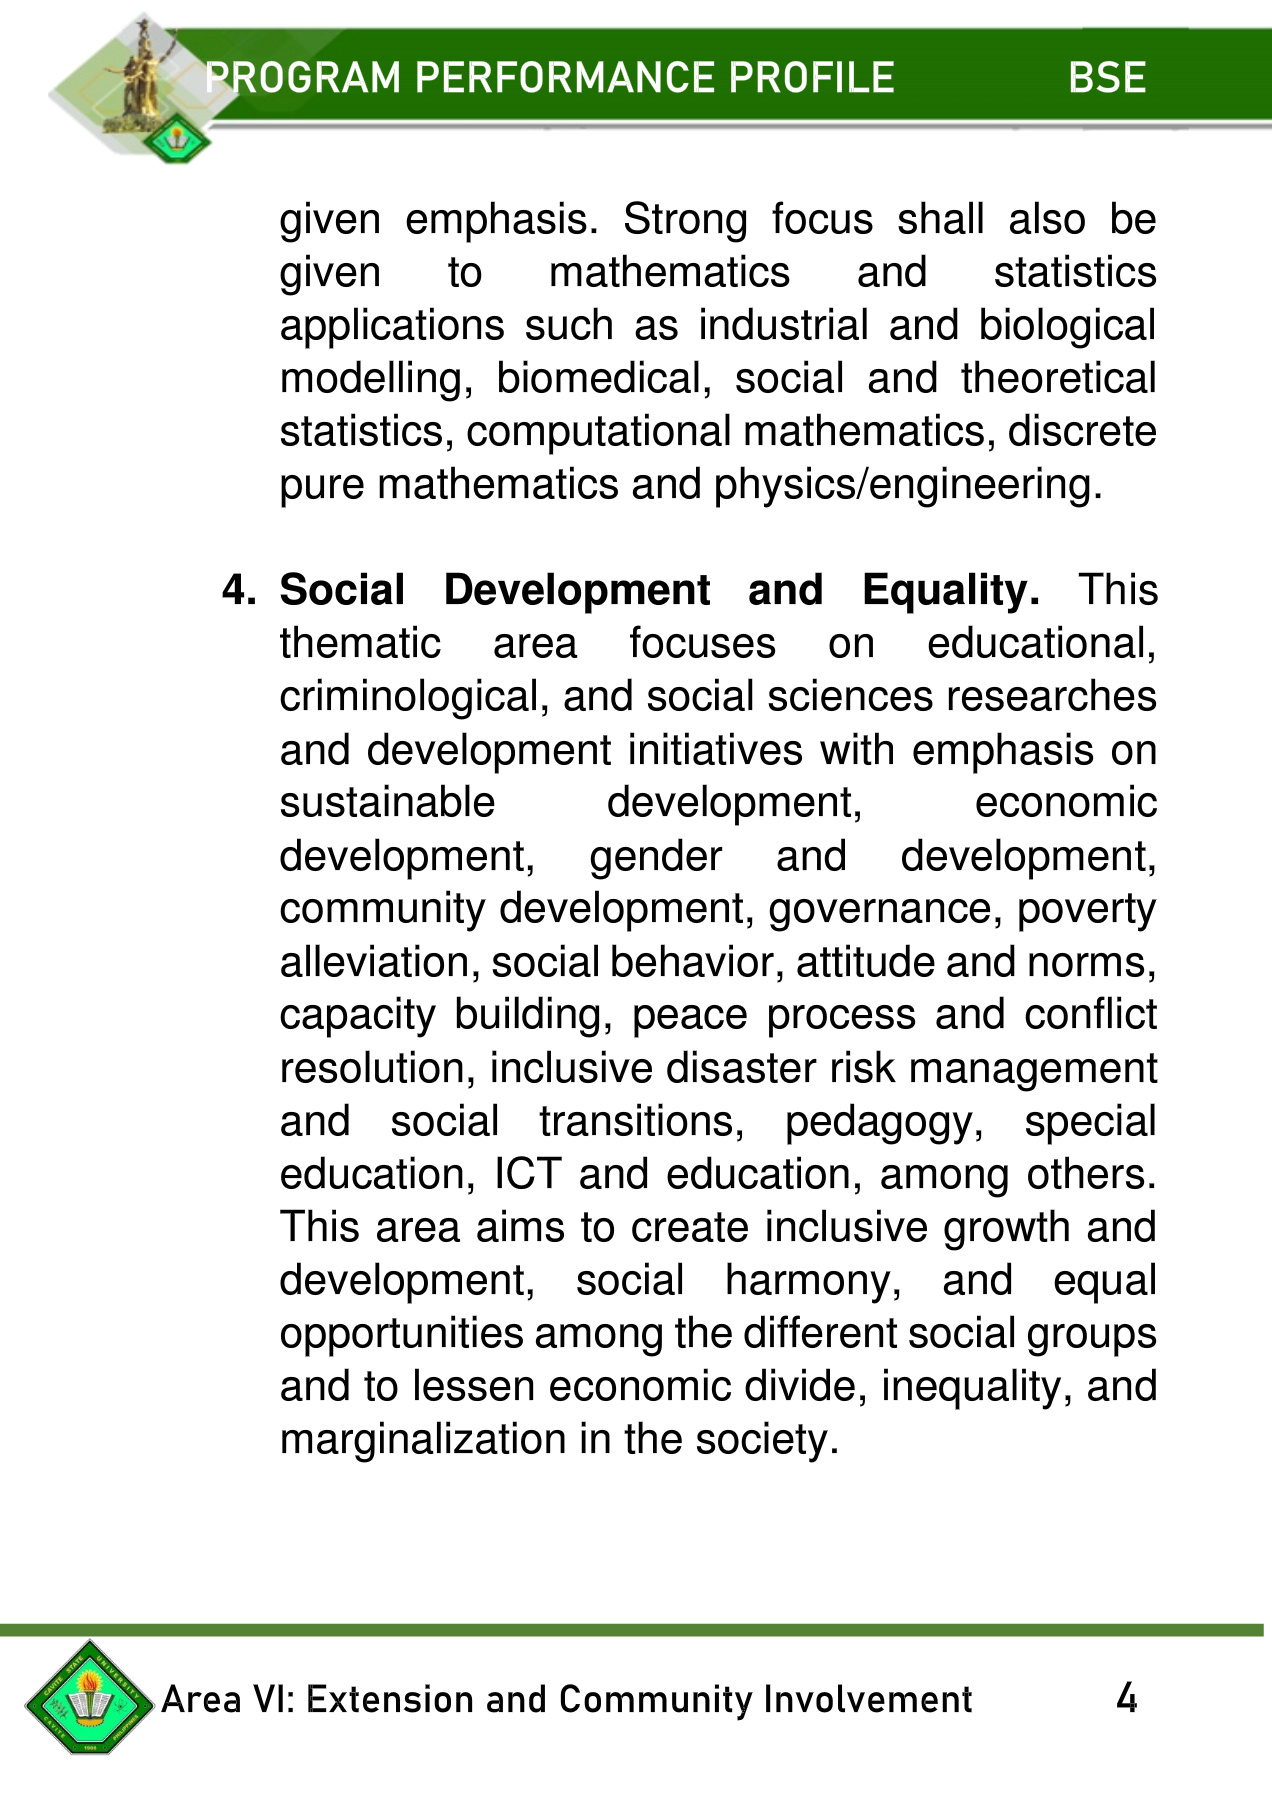 PROGRAM PERFORMANCE PROFILE BSE
given emphasis. Strong focus shall also be
given to mathematics and statistics
applications such as industrial and biological
modelling, biomedical, social and theoretical
statistics, computational mathematics, discrete
pure mathematics and physics/engineering.
4. Social Development and Equality. This
thematic area focuses on educational,
criminological, and social sciences researches
and development initiatives with emphasis on
sustainable development, economic
development, gender and development,
community development, governance, poverty
alleviation, social behavior, attitude and norms,
capacity building, peace process and conflict
resolution, inclusive disaster risk management
and social transitions, pedagogy, special
education, ICT and education, among others.
This area aims to create inclusive growth and
development, social harmony, and equal
opportunities among the different social groups
and to lessen economic divide, inequality, and
marginalization in the society.
CAVITE STATE UNIVERSITY
CAVITE 1906 PHILIPPINES
Area VI: Extension and Community Involvement 4